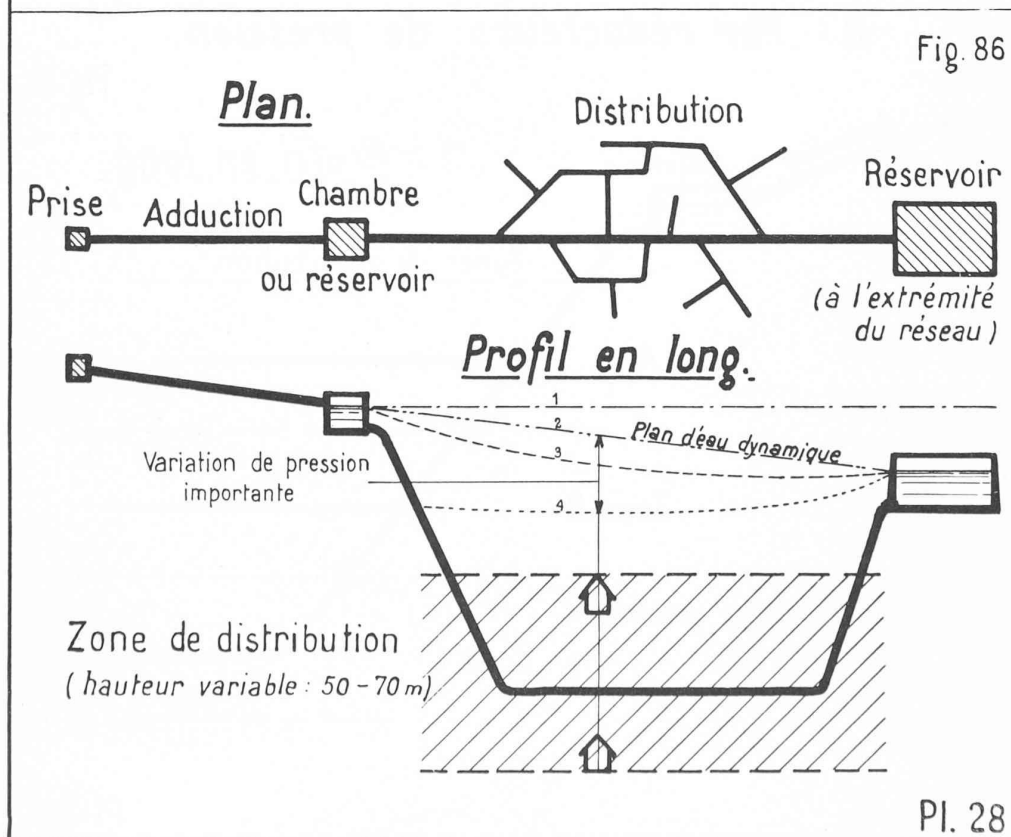 Fig. 86
Plan.
Distribution
Prise
Adduction
Chambre
ou réservoir
Réservoir
(à l'extrémité
du réseau)
Profil en long.
1
2
3
4
Plan d'eau dynamique
Variation de pression
importante
Zone de distribution
(hauteur variable : 50-70m)
Pl. 28